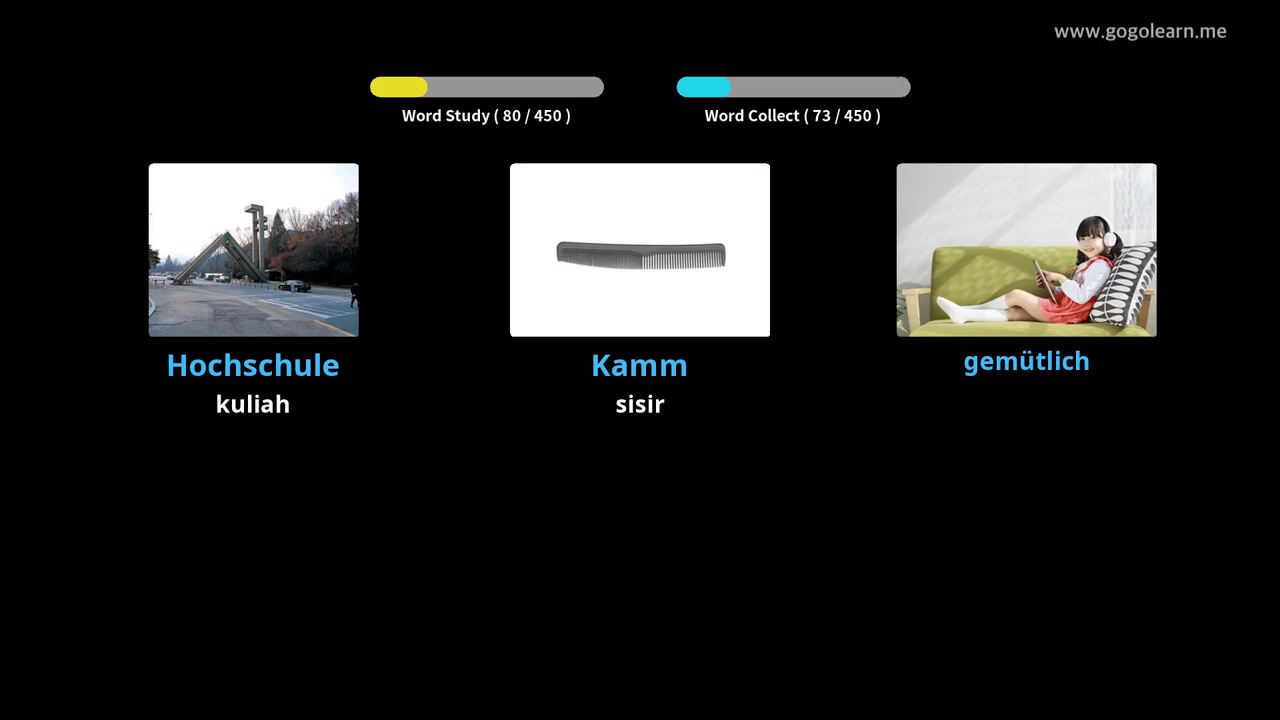 www.gogolearn.me
Word Study ( 80 / 450 )
Word Collect ( 73 / 450 )
Hochschule
kuliah
Kamm
sisir
gemütlich